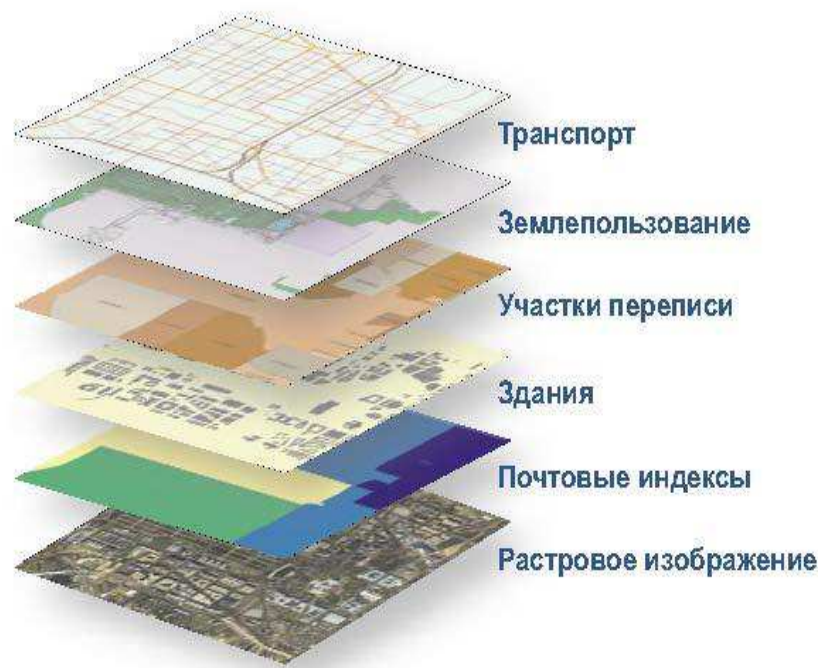 Транспорт
Землепользование
Участки переписи
Здания
Почтовые индексы
Растровое изображение